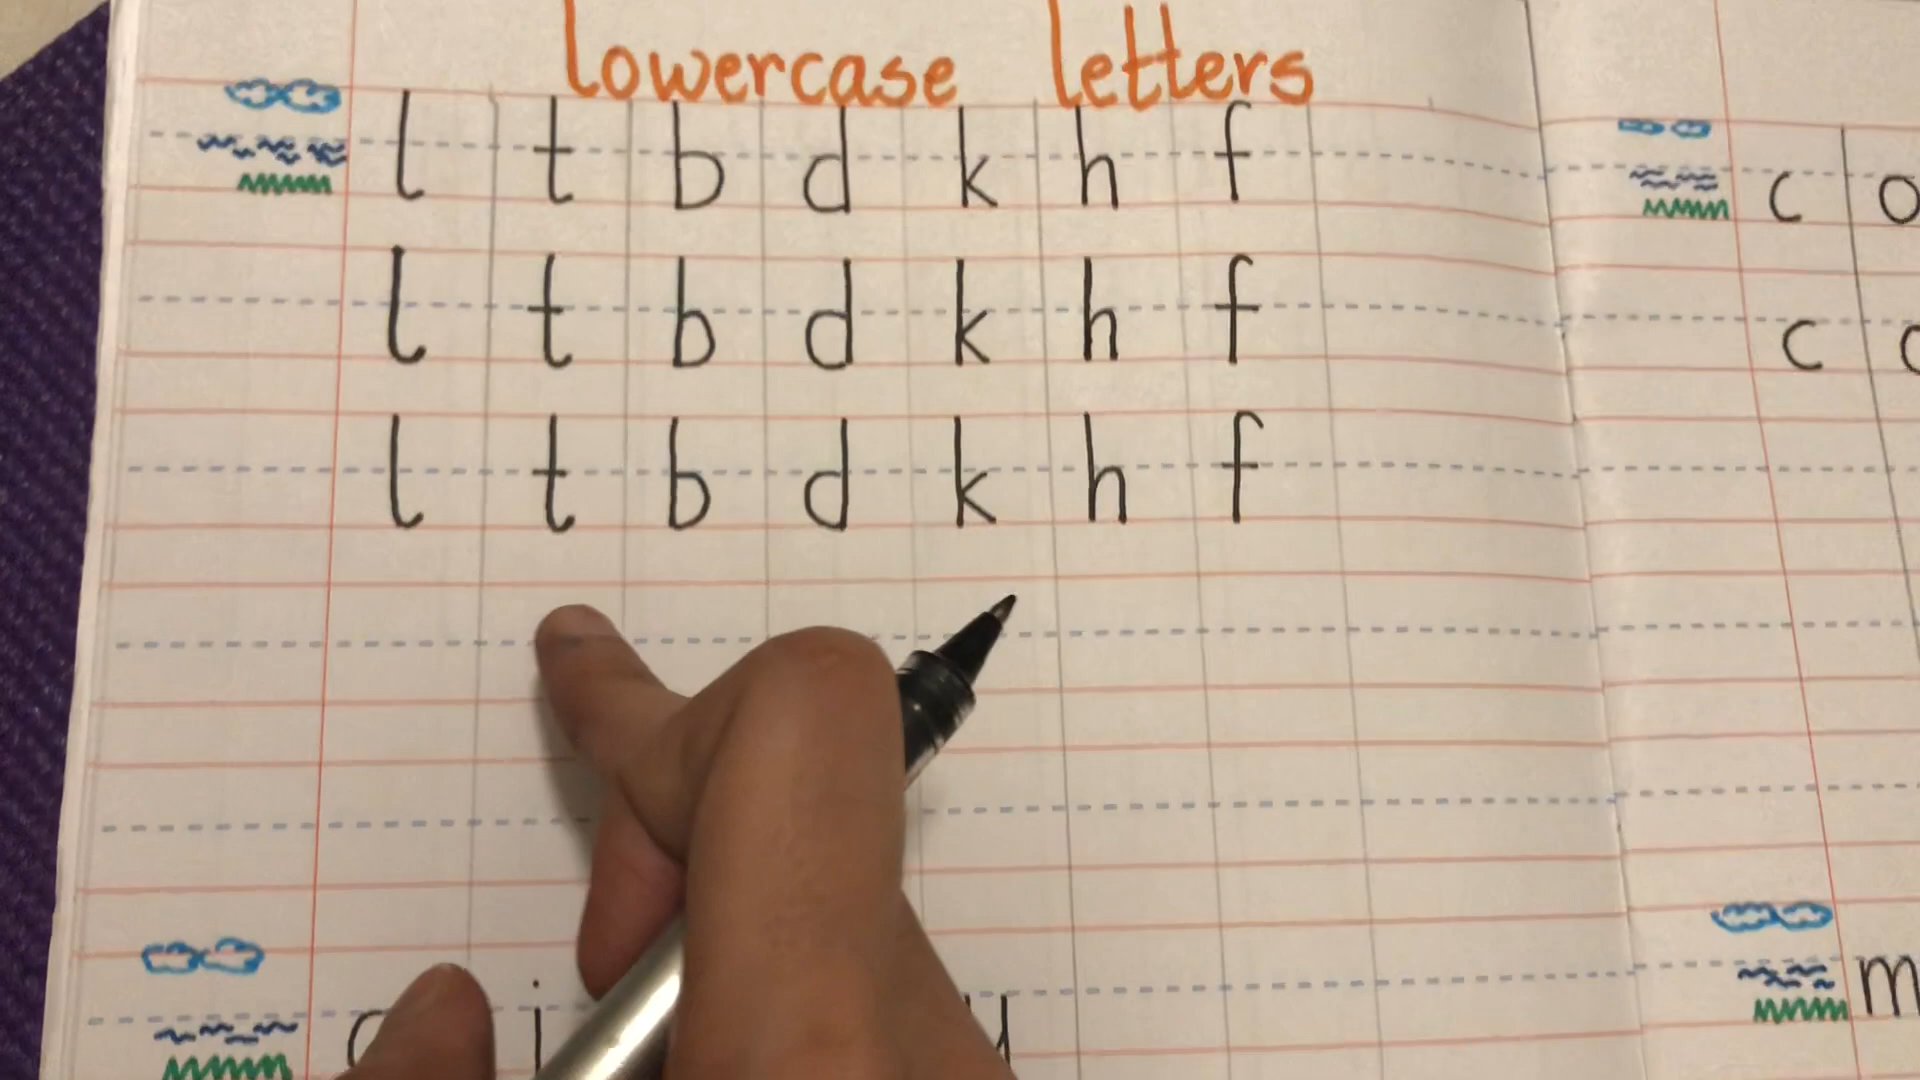 lowercase letters
l t b d k h f
l t b d k h f
l t b d k h f
j
c o
c
m